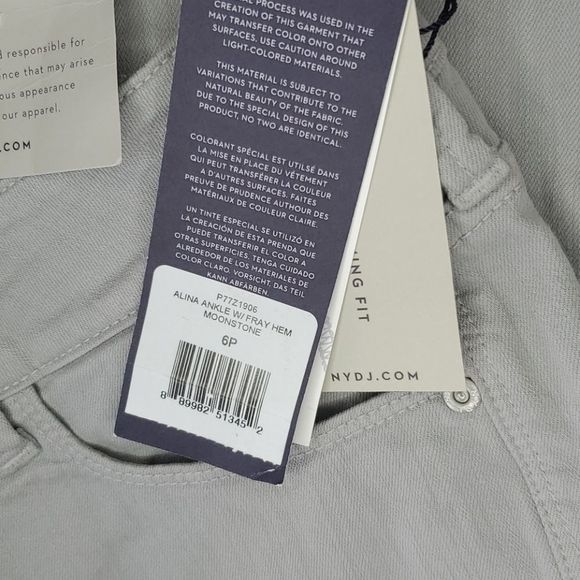 responsible for
that may arise
appearance
our apparel.
DJ.COM
PROCESS WAS USED IN THE
CREATION OF THIS GARMENT THAT
MAY TRANSFER COLOR ONTO OTHER
SURFACES. USE CAUTION AROUND
LIGHT-COLORED MATERIALS.
THIS MATERIAL IS SUBJECT TO
VARIATIONS THAT CONTRIBUTE TO THE
NATURAL BEAUTY OF THE FABRIC.
DUE TO THE SPECIAL DESIGN OF THIS
PRODUCT, NO TWO ARE IDENTICAL.
COLORANT SPÉCIAL EST UTILISÉ DANS
LA MISE EN PLACE DU VÊTEMENT
QUI PEUT TRANSFÉRER LA COULEUR
À D'AUTRES SURFACES. FAITES
PREUVE DE PRUDENCE AUTHOUR DES
MATÉRIAUX DE COULEUR CLAIRE.
UN TINTE ESPECIAL SE UTILIZÓ EN
LA CREACIÓN DE ESTA PRENDA QUE
PUEDE TRANSFERIR EL COLOR A
OTRAS SUPERFICIES. TENGA CUIDADO
ALREDEDOR DE LOS MATERIALES DE
COLOR CLARO. VORSICHT, DAS TEIL
KANN ABFÄRBEN.
P77Z1906
ALINA ANKLE W/ FRAY HEM
MOONSTONE
6P
8 89982 51345 2
FIT
NYDJ.COM